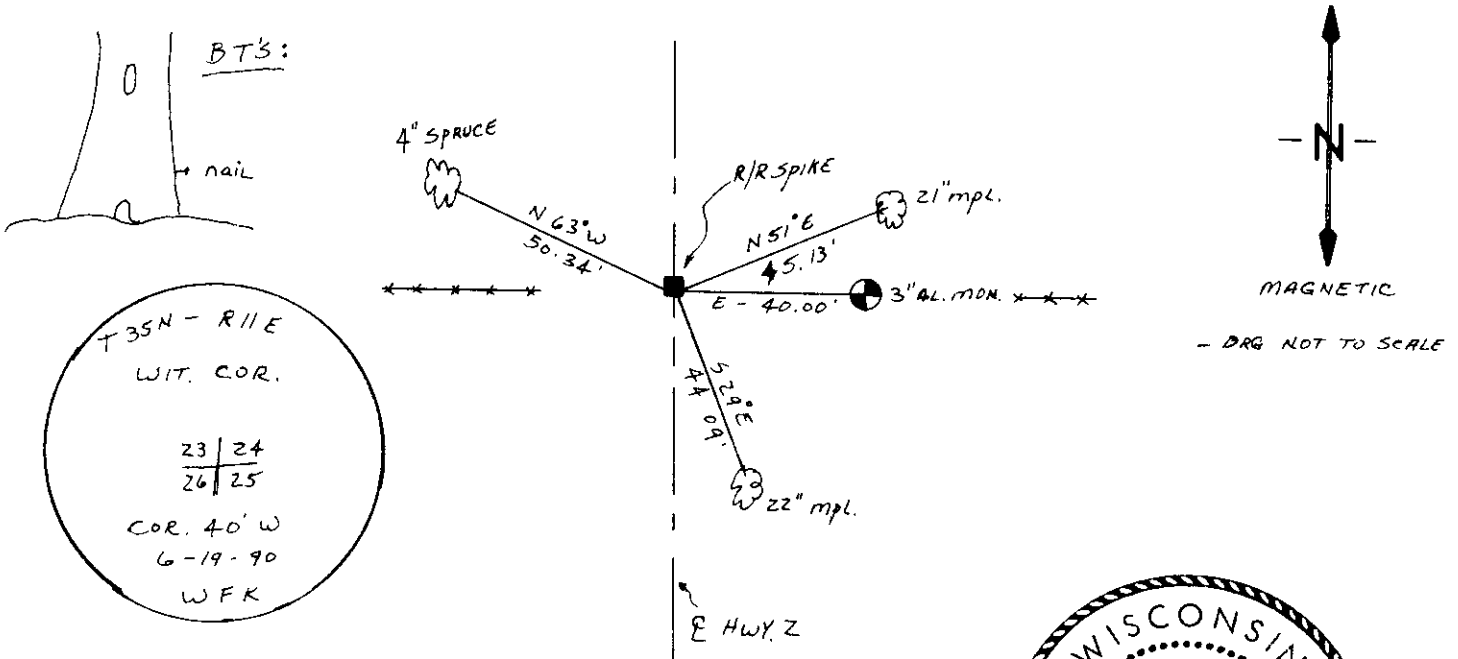 BT'S:
nail
4" SPRUCE
N 63° W
50.34'
R/R SPIKE
N 51° E
45.13'
21" mpl.
E - 40.00'
3" AL. MON.
S 29° E
44 09'
22" mpl.
℄ HWY. Z
- N -
MAGNETIC
- DRG NOT TO SCALE
T 35N - R11E
WIT. COR.
23 | 24
26 | 25
COR. 40' W
6-19-90
WFK
WISCONSIN